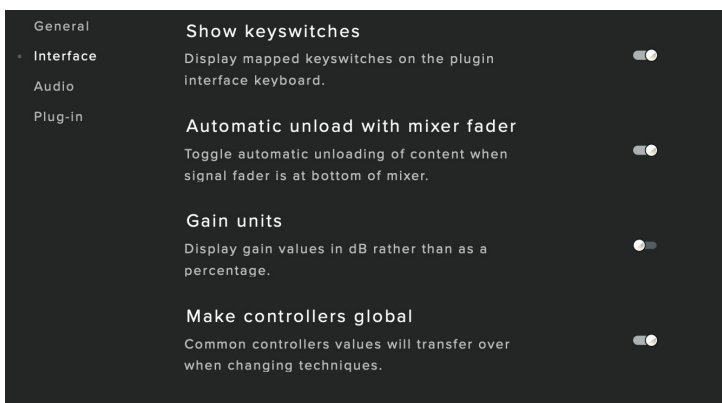 General
Interface
Audio
Plug-in
Show keyswitches
Display mapped keyswitches on the plugin
interface keyboard.
Automatic unload with mixer fader
Toggle automatic unloading of content when
signal fader is at bottom of mixer.
Gain units
Display gain values in dB rather than as a
percentage.
Make controllers global
Common controllers values will transfer over
when changing techniques.